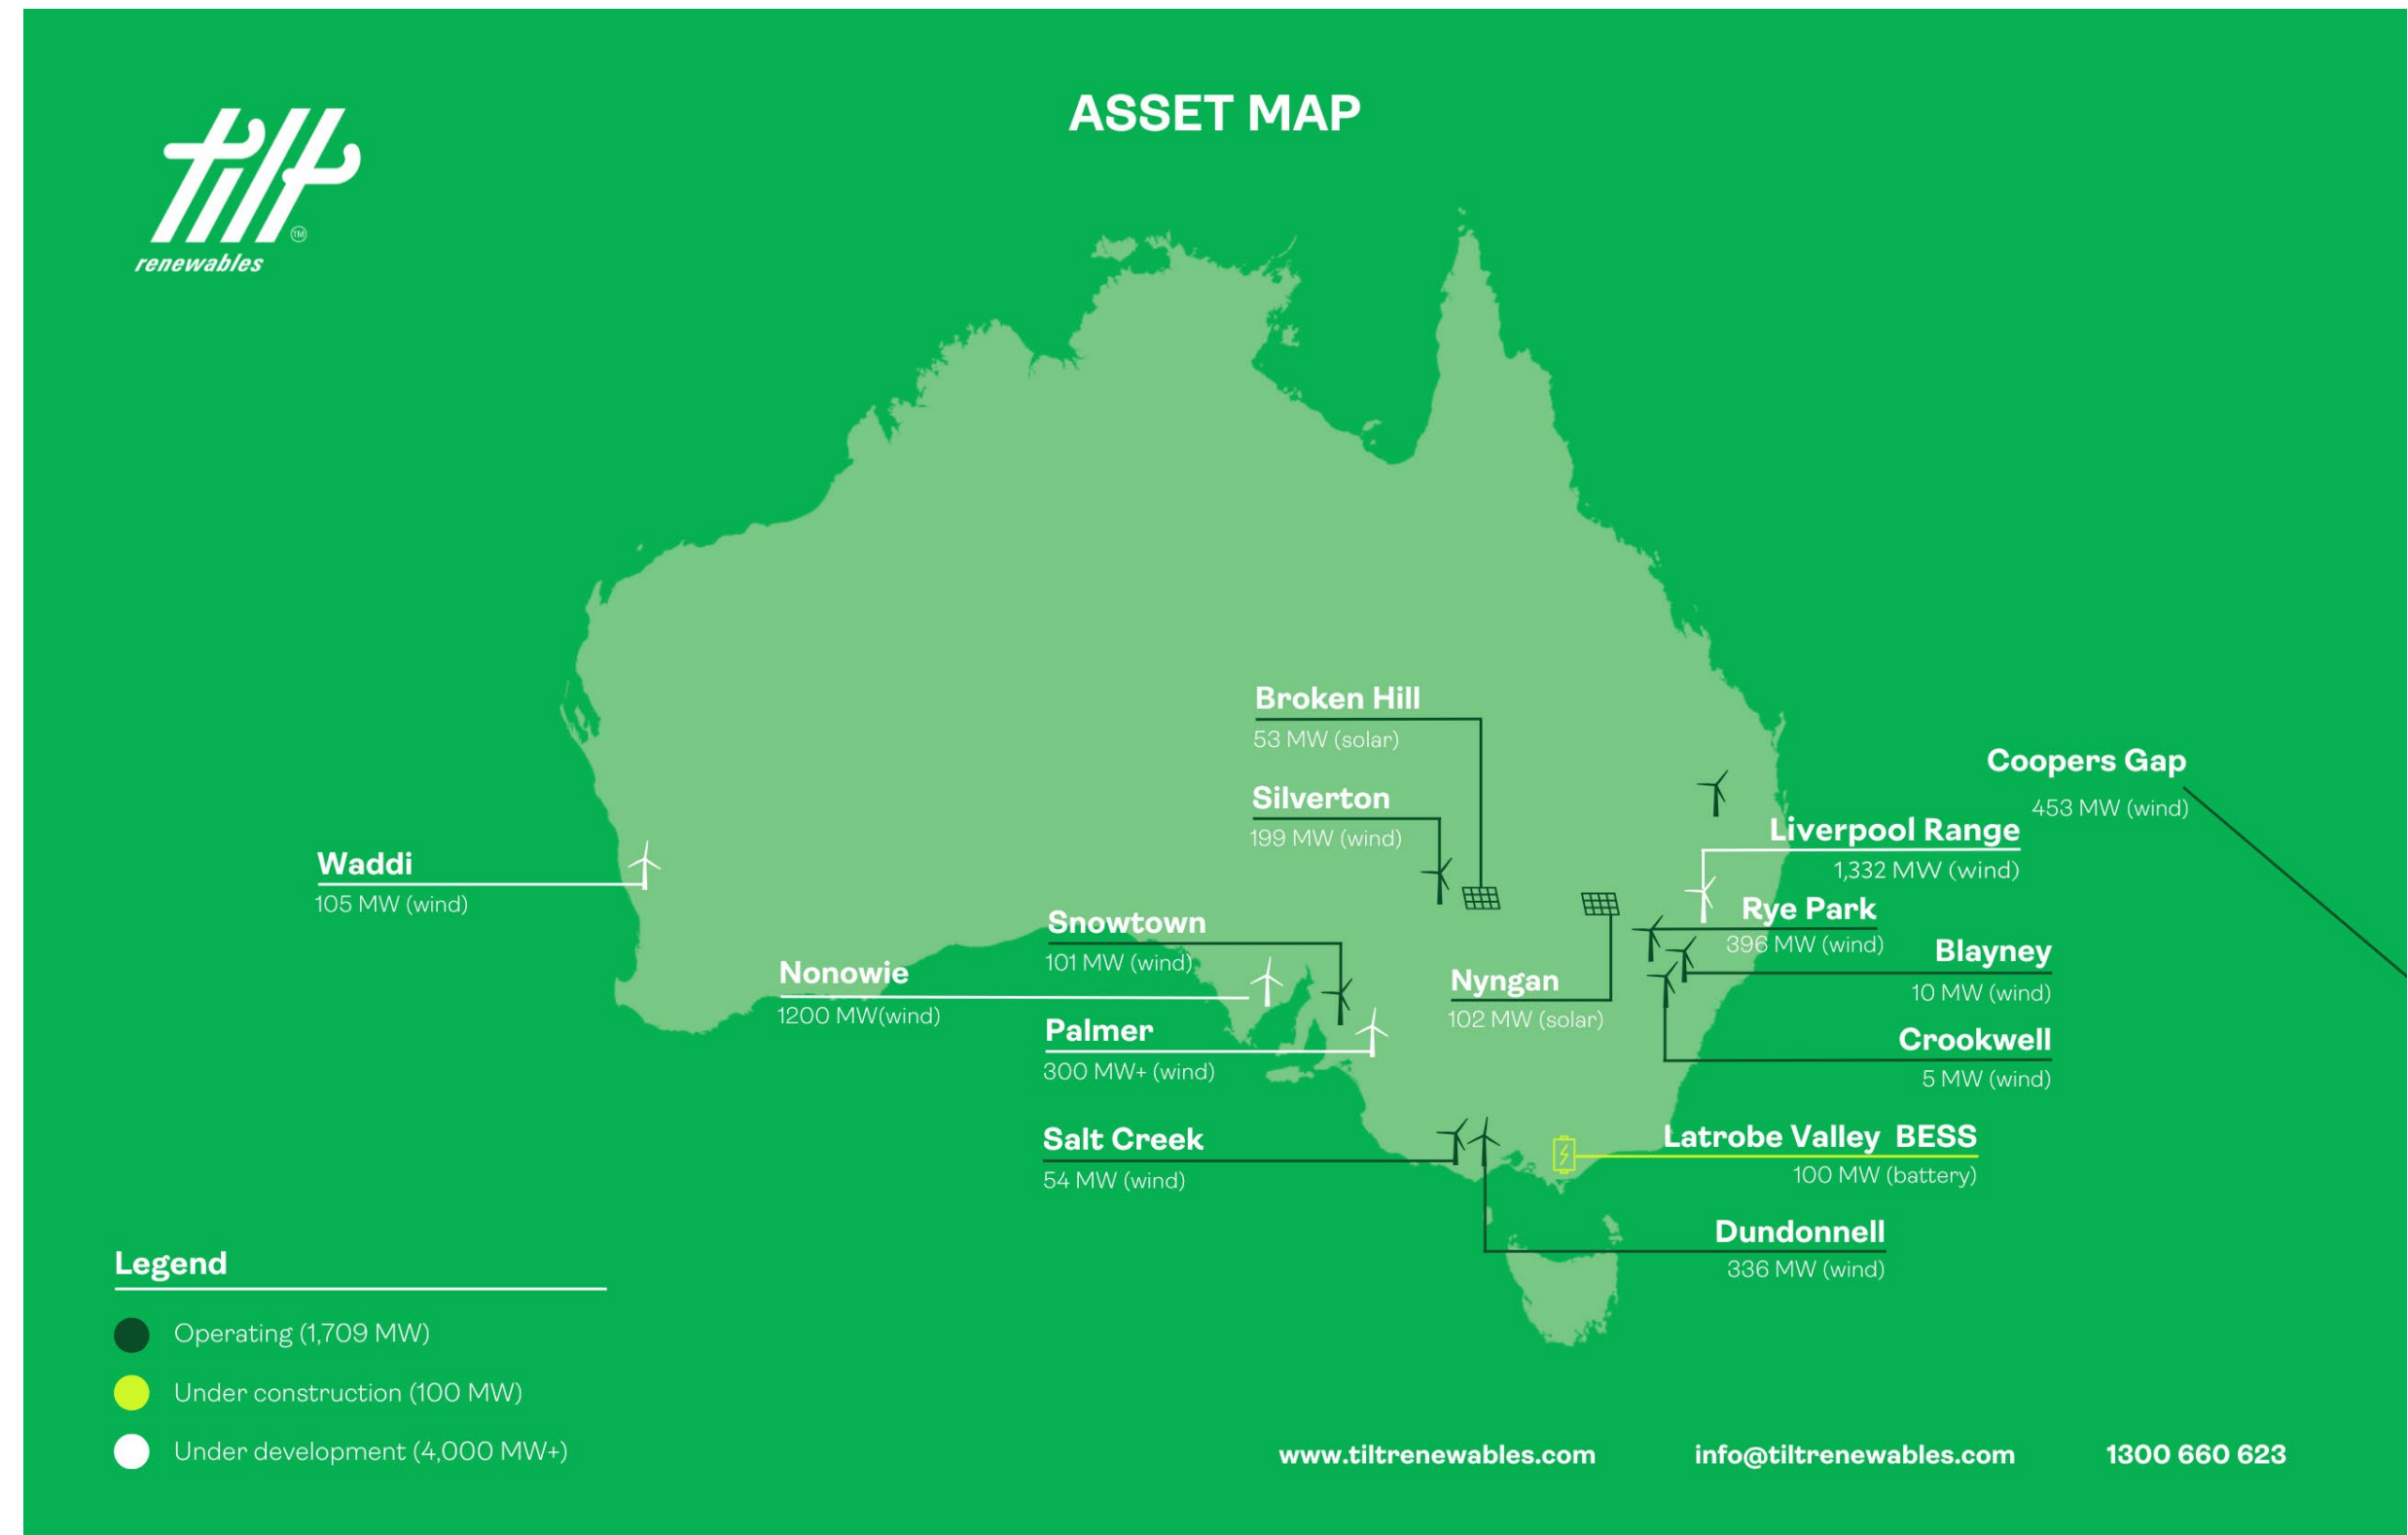 tilt
TM
renewables
ASSET MAP
Broken Hill
53 MW (solar)
Silverton
199 MW (wind)
Coopers Gap
453 MW (wind)
Liverpool Range
1,332 MW (wind)
Waddi
105 MW (wind)
Snowtown
101 MW (wind)
Rye Park
396 MW (wind)
Blayney
10 MW (wind)
Nonowie
1200 MW(wind)
Nyngan
102 MW (solar)
Palmer
300 MW+ (wind)
Crookwell
5 MW (wind)
Salt Creek
54 MW (wind)
Latrobe Valley BESS
100 MW (battery)
Dundonnell
336 MW (wind)
Legend
Operating (1,709 MW)
Under construction (100 MW)
Under development (4,000 MW+)
www.tiltrenewables.com
info@tiltrenewables.com
1300 660 623